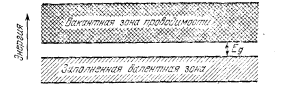 Энергия
Вакантная зона проводимости
Eg
Заполненная валентная зона